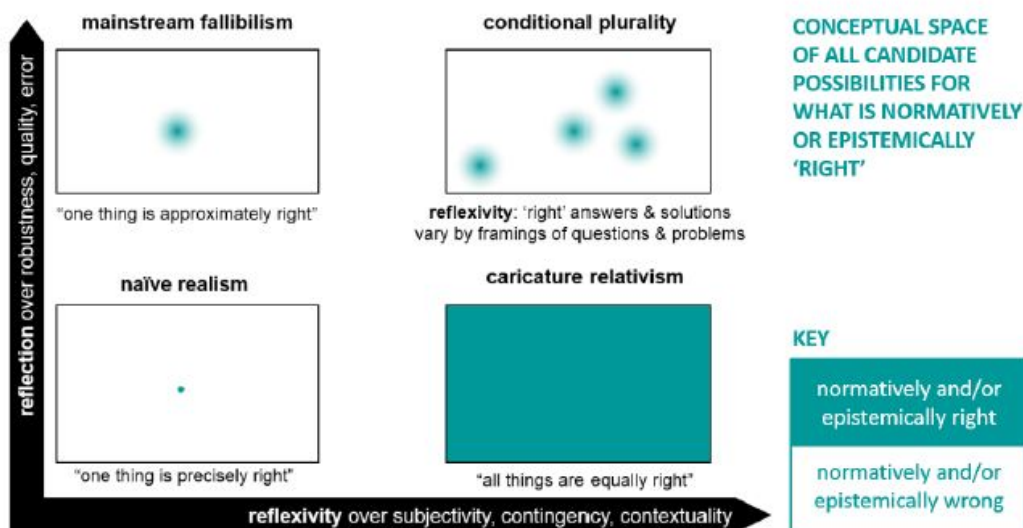 mainstream fallibilism
"one thing is approximately right"
conditional plurality
reflexivity: 'right' answers & solutions
vary by framings of questions & problems
CONCEPTUAL SPACE
OF ALL CANDIDATE
POSSIBILITIES FOR
WHAT IS NORMATIVELY
OR EPISTEMICALLY
'RIGHT'
reflection over robustness, quality, error
naïve realism
"one thing is precisely right"
caricature relativism
"all things are equally right"
KEY
normatively and/or
epistemically right
normatively and/or
epistemically wrong
reflexivity over subjectivity, contingency, contextuality